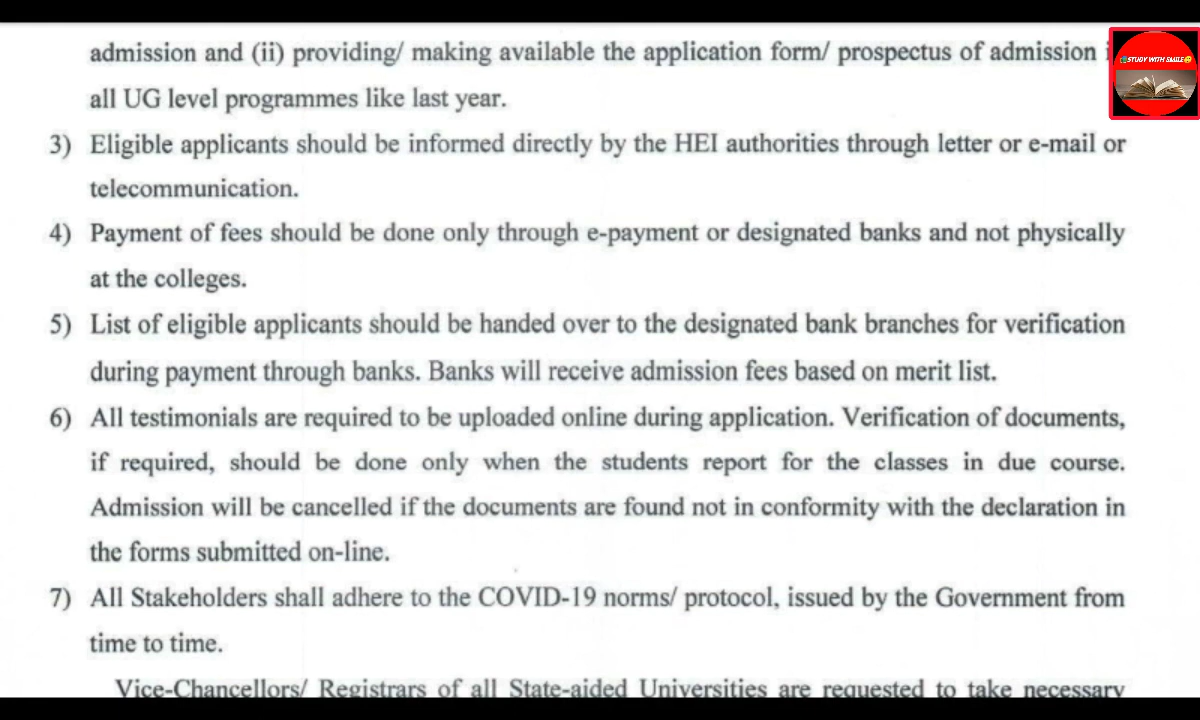 admission and (ii) providing/ making available the application form/ prospectus of admission
STUDY WITH SMILE
all UG level programmes like last year.
3) Eligible applicants should be informed directly by the HEI authorities through letter or e-mail or
telecommunication.
4) Payment of fees should be done only through e-payment or designated banks and not physically
at the colleges.
5) List of eligible applicants should be handed over to the designated bank branches for verification
during payment through banks. Banks will receive admission fees based on merit list.
6) All testimonials are required to be uploaded online during application. Verification of documents,
if required, should be done only when the students report for the classes in due course.
Admission will be cancelled if the documents are found not in conformity with the declaration in
the forms submitted on-line.
7) All Stakeholders shall adhere to the COVID-19 norms/ protocol, issued by the Government from
time to time.
Vice-Chancellors/ Registrars of all State-aided Universities are requested to take necessary